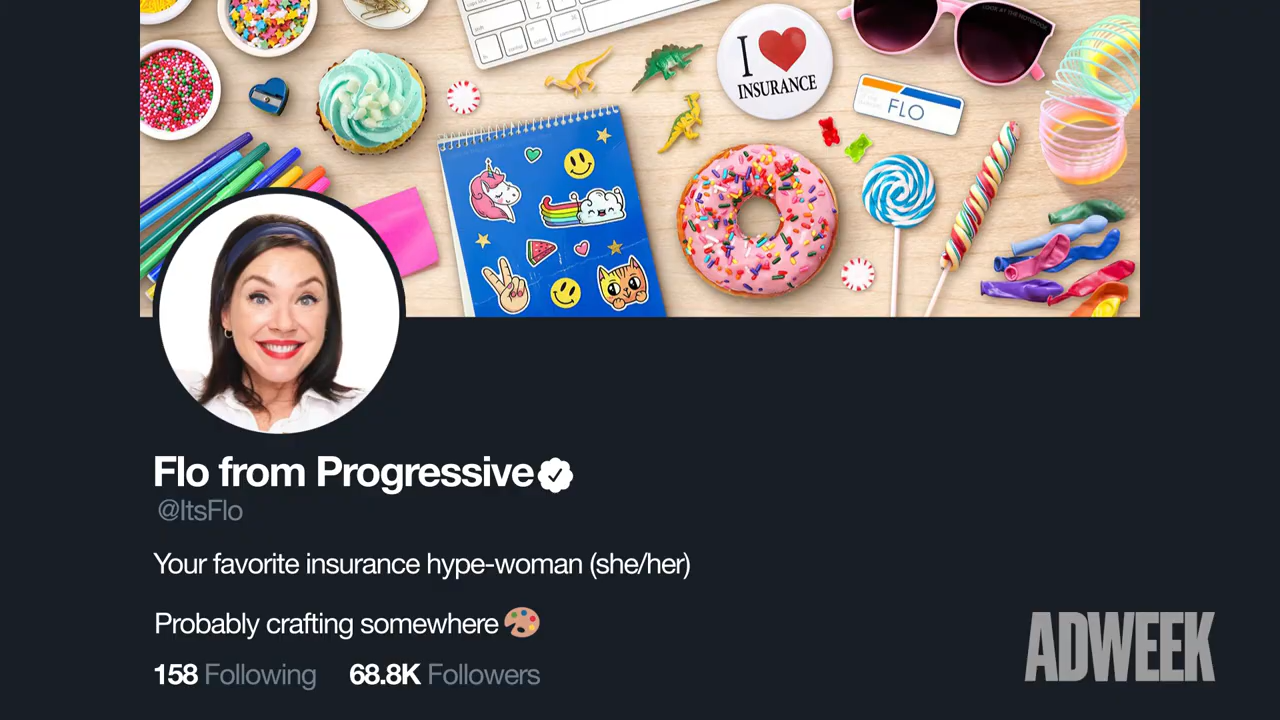 I ❤ INSURANCE
FLO
Flo from Progressive
@ItsFlo
Your favorite insurance hype-woman (she/her)
Probably crafting somewhere 🎨
158 Following 68.8K Followers
ADWEEK